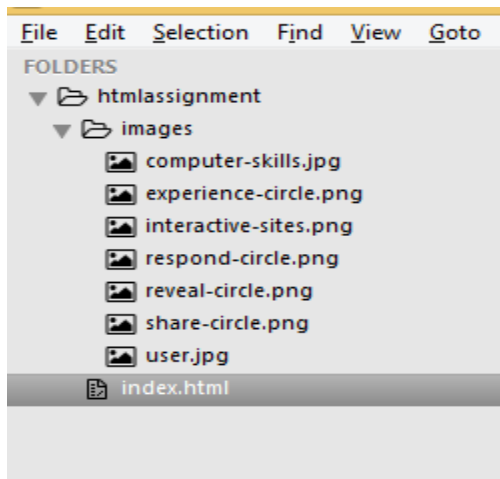 File Edit Selection Find View Goto
FOLDERS
htmlassignment
images
computer-skills.jpg
experience-circle.png
interactive-sites.png
respond-circle.png
reveal-circle.png
share-circle.png
user.jpg
index.html